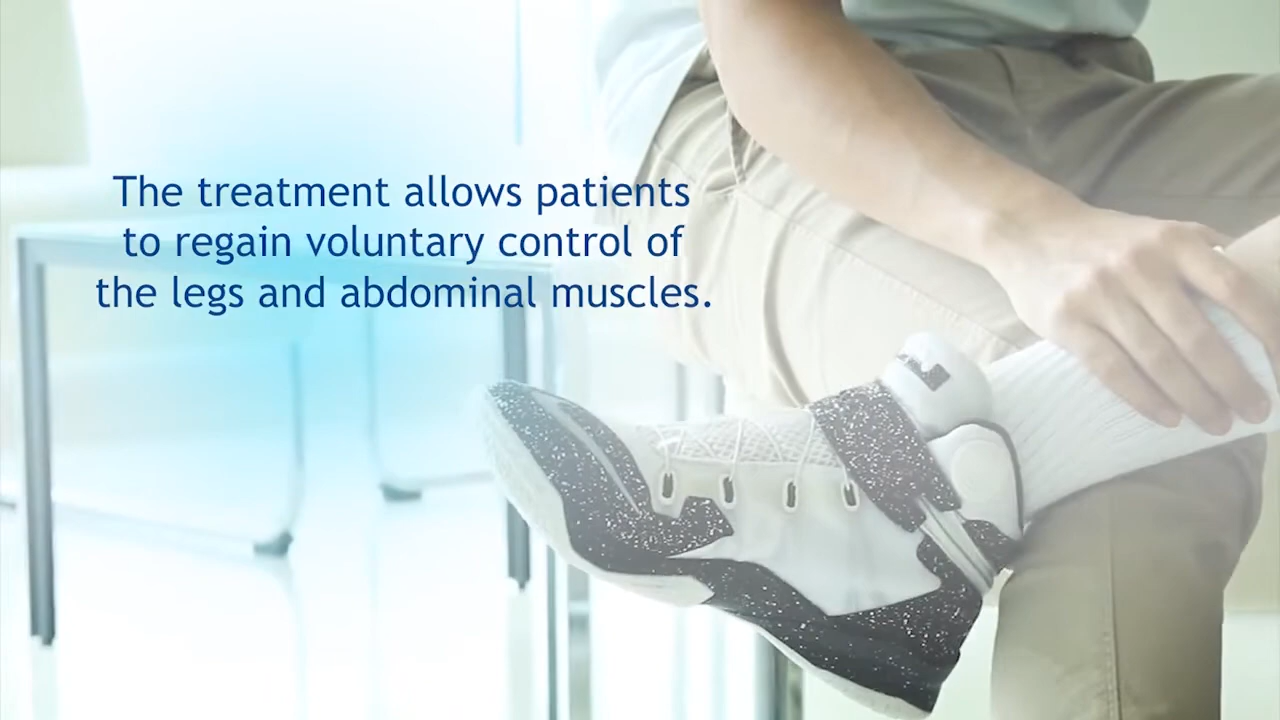 The treatment allows patients
to regain voluntary control of
the legs and abdominal muscles.